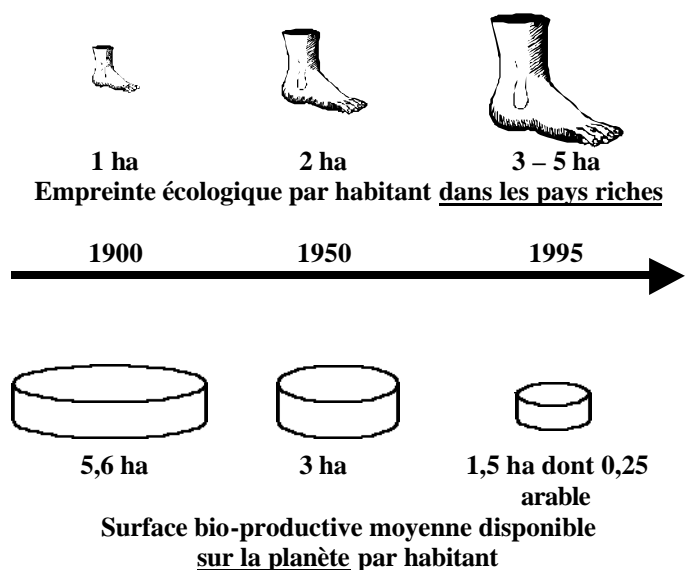 1 ha 2 ha 3 – 5 ha
Empreinte écologique par habitant dans les pays riches
1900 1950 1995
5,6 ha 3 ha 1,5 ha dont 0,25
arable
Surface bio-productive moyenne disponible
sur la planète par habitant